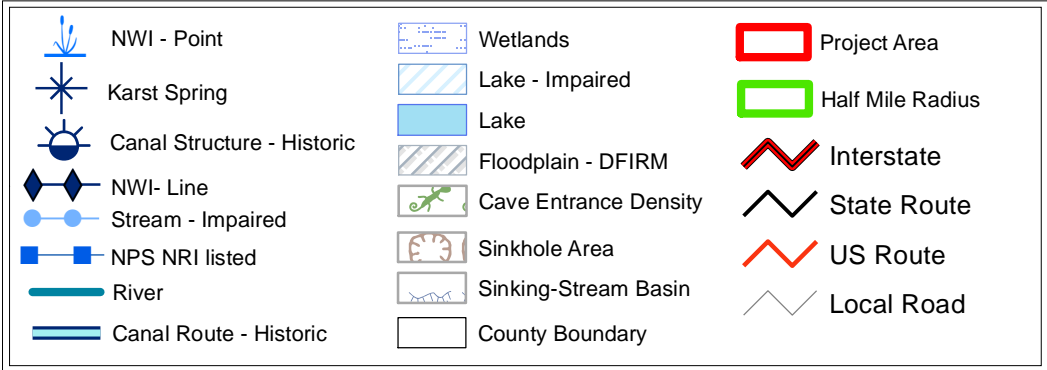 NWI - Point
Karst Spring
Canal Structure - Historic
NWI- Line
Stream - Impaired
NPS NRI listed
River
Canal Route - Historic
Wetlands
Lake - Impaired
Lake
Floodplain - DFIRM
Cave Entrance Density
Sinkhole Area
Sinking-Stream Basin
County Boundary
Project Area
Half Mile Radius
Interstate
State Route
US Route
Local Road